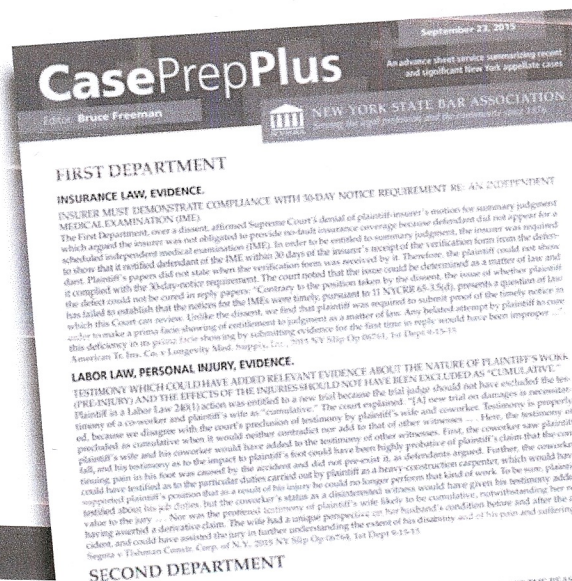 September 23, 2015
CasePrepPlus
An advance sheet service summarizing recent
and significant New York appellate cases
Editor: Bruce Freeman
NEW YORK STATE BAR ASSOCIATION
Serving the legal profession and the community since 1876
FIRST DEPARTMENT
INSURANCE LAW, EVIDENCE.
INSURER MUST DEMONSTRATE COMPLIANCE WITH 30-DAY NOTICE REQUIREMENT RE: AN INDEPENDENT
MEDICAL EXAMINATION (IME).
The First Department, over a dissent, affirmed Supreme Court's denial of plaintiff-insurer's motion for summary judgment
which argued the insurer was not obligated to provide no-fault insurance coverage because defendant did not appear for a
scheduled independent medical examination (IME). In order to be entitled to summary judgment, the insurer was required
to show that it notified defendant of the IME within 30 days of the insurer's receipt of the verification form from the defen-
dant. Plaintiff's papers did not state when the verification form was received by it. Therefore, the plaintiff could not show
it complied with the 30-day-notice requirement. The court noted that the issue could be determined as a matter of law and
the defect could not be cured in reply papers: "Contrary to the position taken by the dissent, the issue of whether plaintiff
has failed to establish that the notices for the IMEs were timely, pursuant to 11 NYCRR 65-3.5(d), presents a question of law
which this Court can review. Unlike the dissent, we find that plaintiff was required to submit proof of the timely notice in
order to make a prima facie showing of entitlement to judgment as a matter of law. Any belated attempt by plaintiff to cure
this deficiency in its prima facie showing by submitting evidence for the first time in reply would have been improper ..."
American Tr. Ins. Co. v Longevity Med. Supply, Inc., 2015 NY Slip Op 06761, 1st Dept 9-15-15
LABOR LAW, PERSONAL INJURY, EVIDENCE.
TESTIMONY WHICH COULD HAVE ADDED RELEVANT EVIDENCE ABOUT THE NATURE OF PLAINTIFF'S WORK
(PRE-INJURY) AND THE EFFECTS OF THE INJURIES SHOULD NOT HAVE BEEN EXCLUDED AS "CUMULATIVE."
Plaintiff in a Labor Law 240(1) action was entitled to a new trial because the trial judge should not have excluded the tes-
timony of a co-worker and plaintiff's wife as "cumulative." The court explained: "[A] new trial on damages is necessitat-
ed, because we disagree with the court's preclusion of testimony by plaintiff's wife and coworker. Testimony is properly
precluded as cumulative when it would neither contradict nor add to that of other witnesses ... . Here, the testimony of
plaintiff's wife and his coworker would have added to the testimony of other witnesses. First, the coworker saw plaintiff
fall, and his testimony as to the impact to plaintiff's foot could have been highly probative of plaintiff's claim that the con-
tinuing pain in his foot was caused by the accident and did not pre-exist it, as defendants argued. Further, the coworker
could have testified as to the particular duties carried out by plaintiff as a heavy-construction carpenter, which would have
supported plaintiff's position that as a result of his injury he could no longer perform that kind of work. To be sure, plaintiff
testified about his job duties, but the coworker's status as a disinterested witness would have given his testimony added
value to the jury .... Nor was the proffered testimony of plaintiff's wife likely to be cumulative, notwithstanding her not
having asserted a derivative claim. The wife had a unique perspective on her husband's condition before and after the ac-
cident, and could have assisted the jury in further understanding the extent of his disability and of his pain and suffering
Segota v Tishman Constr. Corp. of N.Y., 2015 NY Slip Op 06764, 1st Dept 9-15-15
SECOND DEPARTMENT